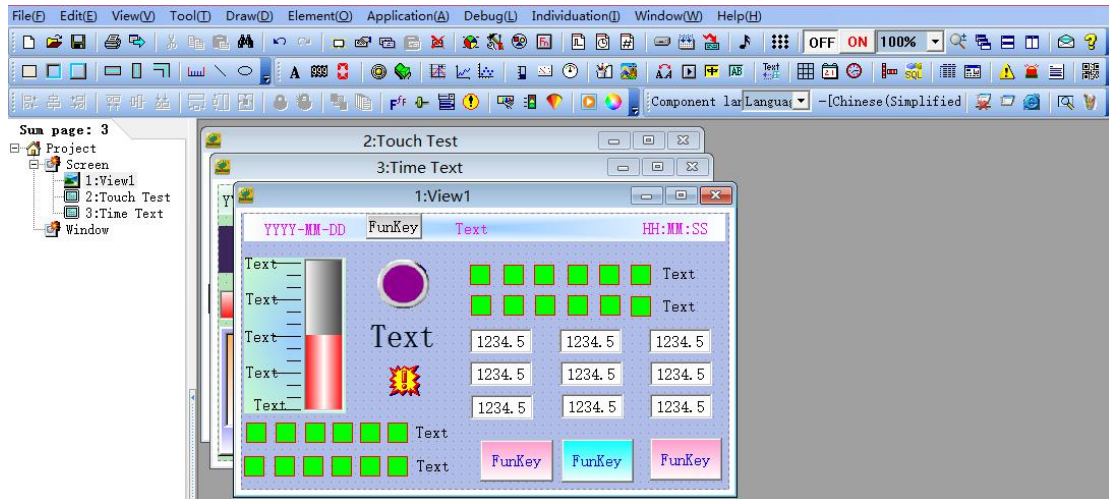 File(F) Edit(E) View(V) Tool(T) Draw(D) Element(O) Application(A) Debug(L) Individuation(I) Window(W) Help(H)
OFF ON 100%
A Text AB
Component lar Languag -[Chinese(Simplified
Sum page: 3
Project
Screen
1:View1
2:Touch Test
3:Time Text
Window
2:Touch Test
3:Time Text
1:View1
YYYY-MM-DD FunKey Text HH:MM:SS
Text
Text
Text
Text
Text
Text
Text
Text
1234.5 1234.5 1234.5
1234.5 1234.5 1234.5
1234.5 1234.5 1234.5
Text
Text
FunKey FunKey FunKey